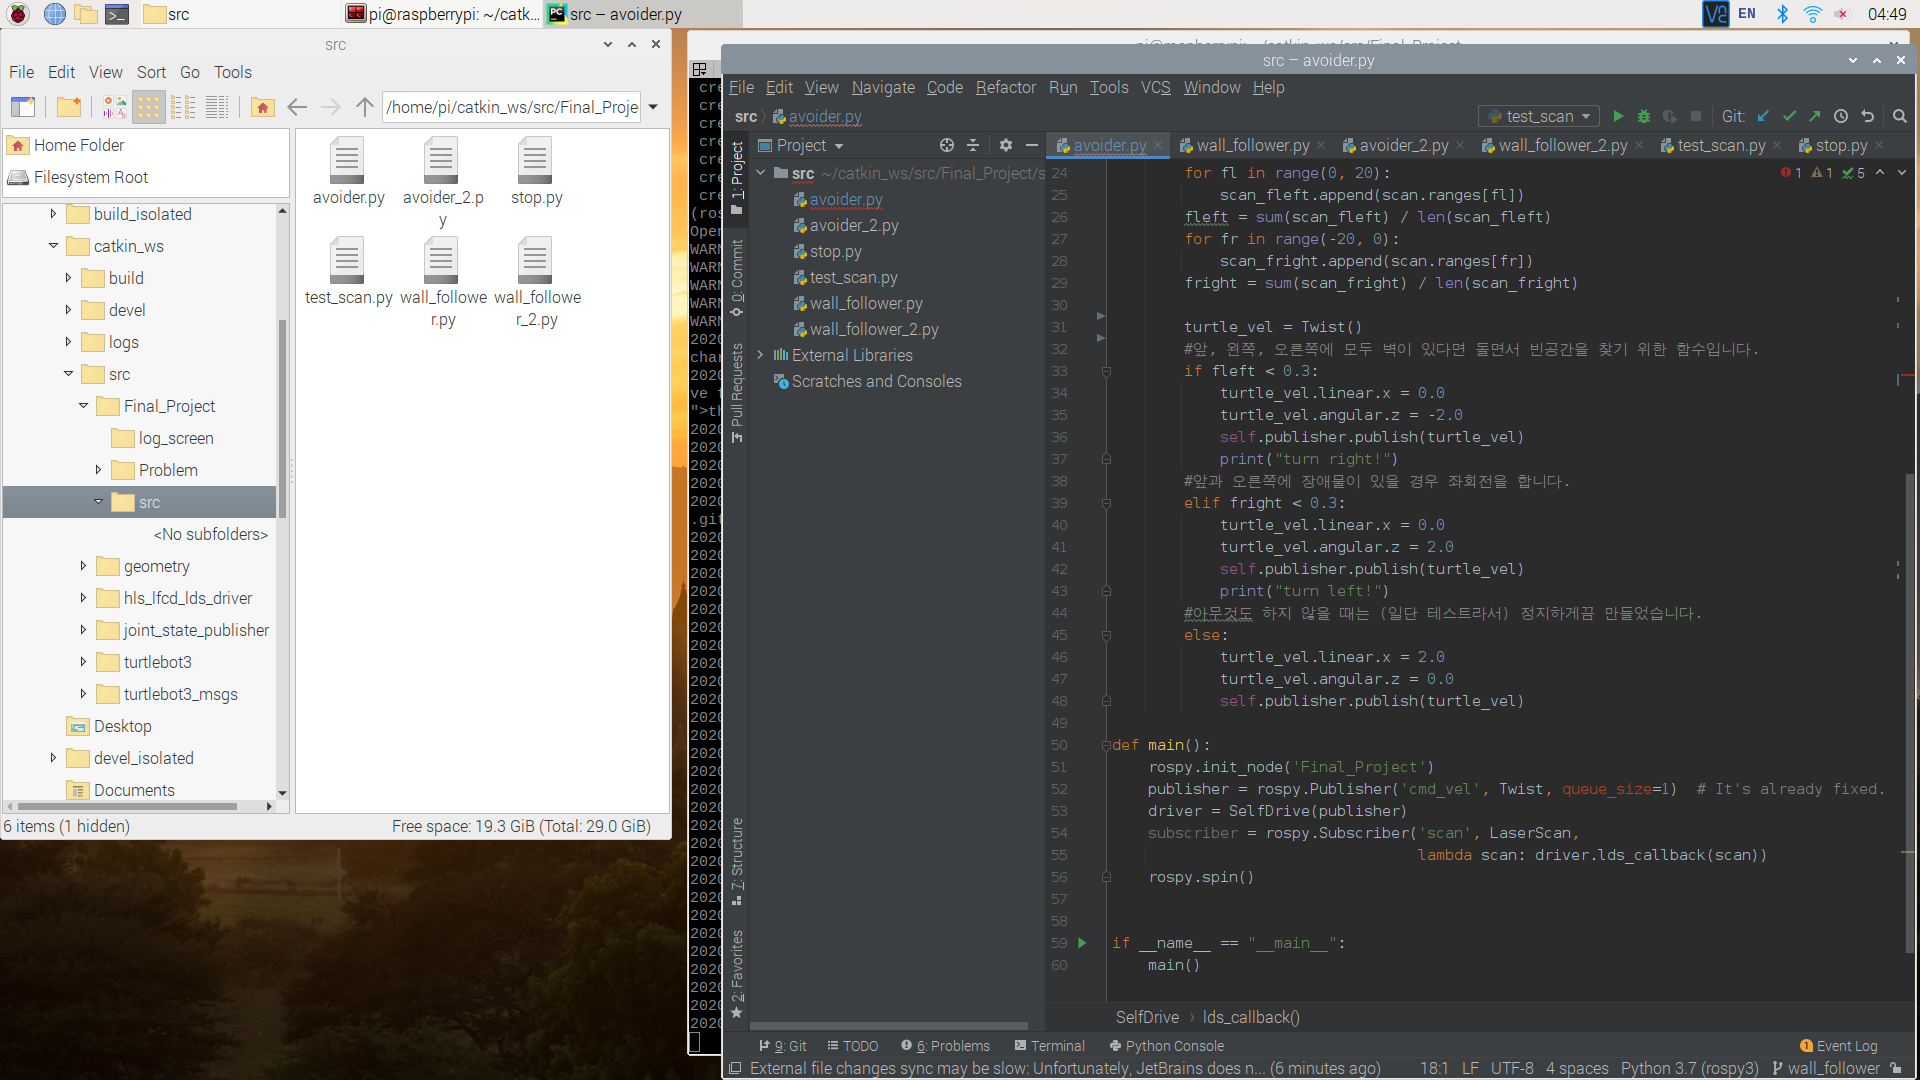 src
pi@raspberrypi: ~/catk...
src – avoider.py
EN
04:49
src
File Edit View Sort Go Tools
/home/pi/catkin_ws/src/Final_Proje
Home Folder
Filesystem Root
build_isolated
catkin_ws
build
devel
logs
src
Final_Project
log_screen
Problem
src
<No subfolders>
geometry
hls_lfcd_lds_driver
joint_state_publisher
turtlebot3
turtlebot3_msgs
Desktop
devel_isolated
Documents
avoider.py
avoider_2.p
y
stop.py
test_scan.py
wall_followe
r.py
wall_followe
r_2.py
6 items (1 hidden)
Free space: 19.3 GiB (Total: 29.0 GiB)
src – avoider.py
File Edit View Navigate Code Refactor Run Tools VCS Window Help
src
avoider.py
test_scan
Git:
1: Project
0: Commit
Pull Requests
7: Structure
2: Favorites
Project
src ~/catkin_ws/src/Final_Project/s
avoider.py
avoider_2.py
stop.py
test_scan.py
wall_follower.py
wall_follower_2.py
External Libraries
Scratches and Consoles
avoider.py
wall_follower.py
avoider_2.py
wall_follower_2.py
test_scan.py
stop.py
1 1 5
24 for fl in range(0, 20):
25 scan_fleft.append(scan.ranges[fl])
26 fleft = sum(scan_fleft) / len(scan_fleft)
27 for fr in range(-20, 0):
28 scan_fright.append(scan.ranges[fr])
29 fright = sum(scan_fright) / len(scan_fright)
30
31 turtle_vel = Twist()
32 #앞, 왼쪽, 오른쪽에 모두 벽이 있다면 돌면서 빈공간을 찾기 위한 함수입니다.
33 if fleft < 0.3:
34 turtle_vel.linear.x = 0.0
35 turtle_vel.angular.z = -2.0
36 self.publisher.publish(turtle_vel)
37 print("turn right!")
38 #앞과 오른쪽에 장애물이 있을 경우 좌회전을 합니다.
39 elif fright < 0.3:
40 turtle_vel.linear.x = 0.0
41 turtle_vel.angular.z = 2.0
42 self.publisher.publish(turtle_vel)
43 print("turn left!")
44 #아무것도 하지 않을 때는 (일단 테스트라서) 정지하게끔 만들었습니다.
45 else:
46 turtle_vel.linear.x = 2.0
47 turtle_vel.angular.z = 0.0
48 self.publisher.publish(turtle_vel)
49
50 def main():
51 rospy.init_node('Final_Project')
52 publisher = rospy.Publisher('cmd_vel', Twist, queue_size=1) # It's already fixed.
53 driver = SelfDrive(publisher)
54 subscriber = rospy.Subscriber('scan', LaserScan,
55 lambda scan: driver.lds_callback(scan))
56 rospy.spin()
57
58
59 if __name__ == "__main__":
60 main()
SelfDrive › lds_callback()
9: Git TODO 6: Problems Terminal Python Console
1 Event Log
External file changes sync may be slow: Unfortunately, JetBrains does n... (6 minutes ago)
18:1 LF UTF-8 4 spaces Python 3.7 (rospy3) wall_follower